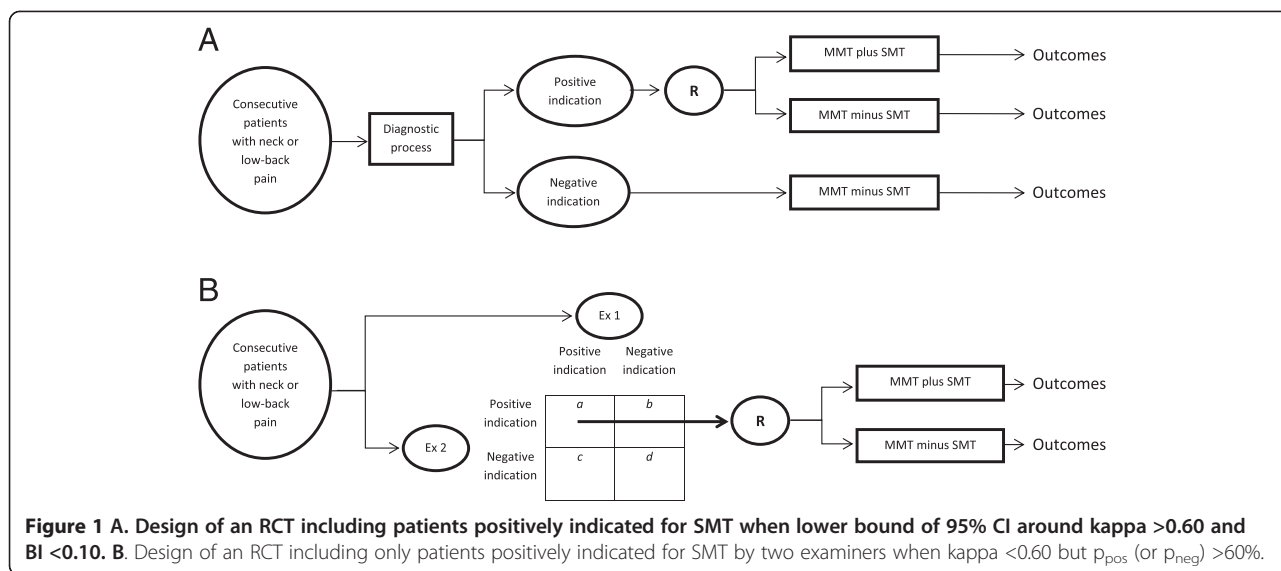 A
Consecutive
patients
with neck or
low-back
pain
Diagnostic
process
Positive
indication
R
MMT plus SMT
Outcomes
MMT minus SMT
Outcomes
Negative
indication
MMT minus SMT
Outcomes
B
Consecutive
patients
with neck or
low-back
pain
Ex 1
Positive
indication
Negative
indication
Ex 2
Positive
indication
a
b
Negative
indication
c
d
R
MMT plus SMT
Outcomes
MMT minus SMT
Outcomes
Figure 1 A. Design of an RCT including patients positively indicated for SMT when lower bound of 95% CI around kappa >0.60 and
BI <0.10. B. Design of an RCT including only patients positively indicated for SMT by two examiners when kappa <0.60 but ppos (or pneg) >60%.